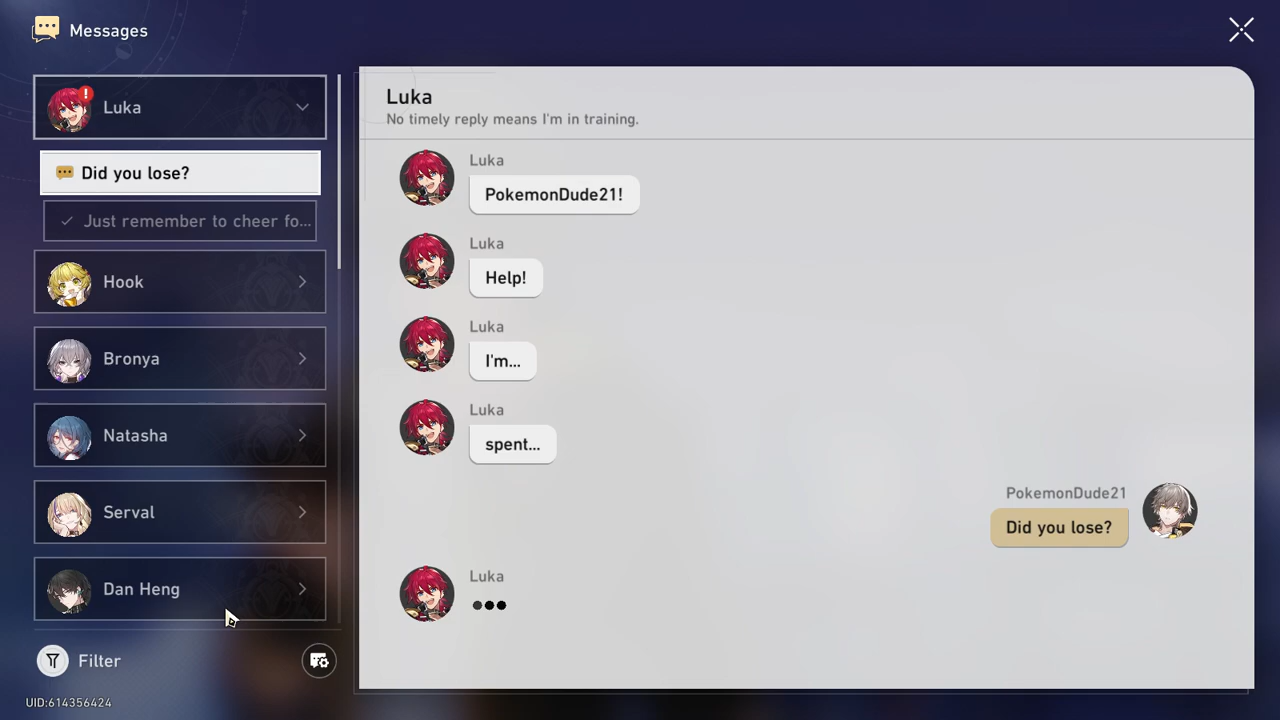 Messages
Luka
Did you lose?
Just remember to cheer fo...
Hook
Bronya
Natasha
Serval
Dan Heng
Filter
UID:614356424
Luka
No timely reply means I'm in training.
Luka
PokemonDude21!
Luka
Help!
Luka
I'm...
Luka
spent...
PokemonDude21
Did you lose?
Luka